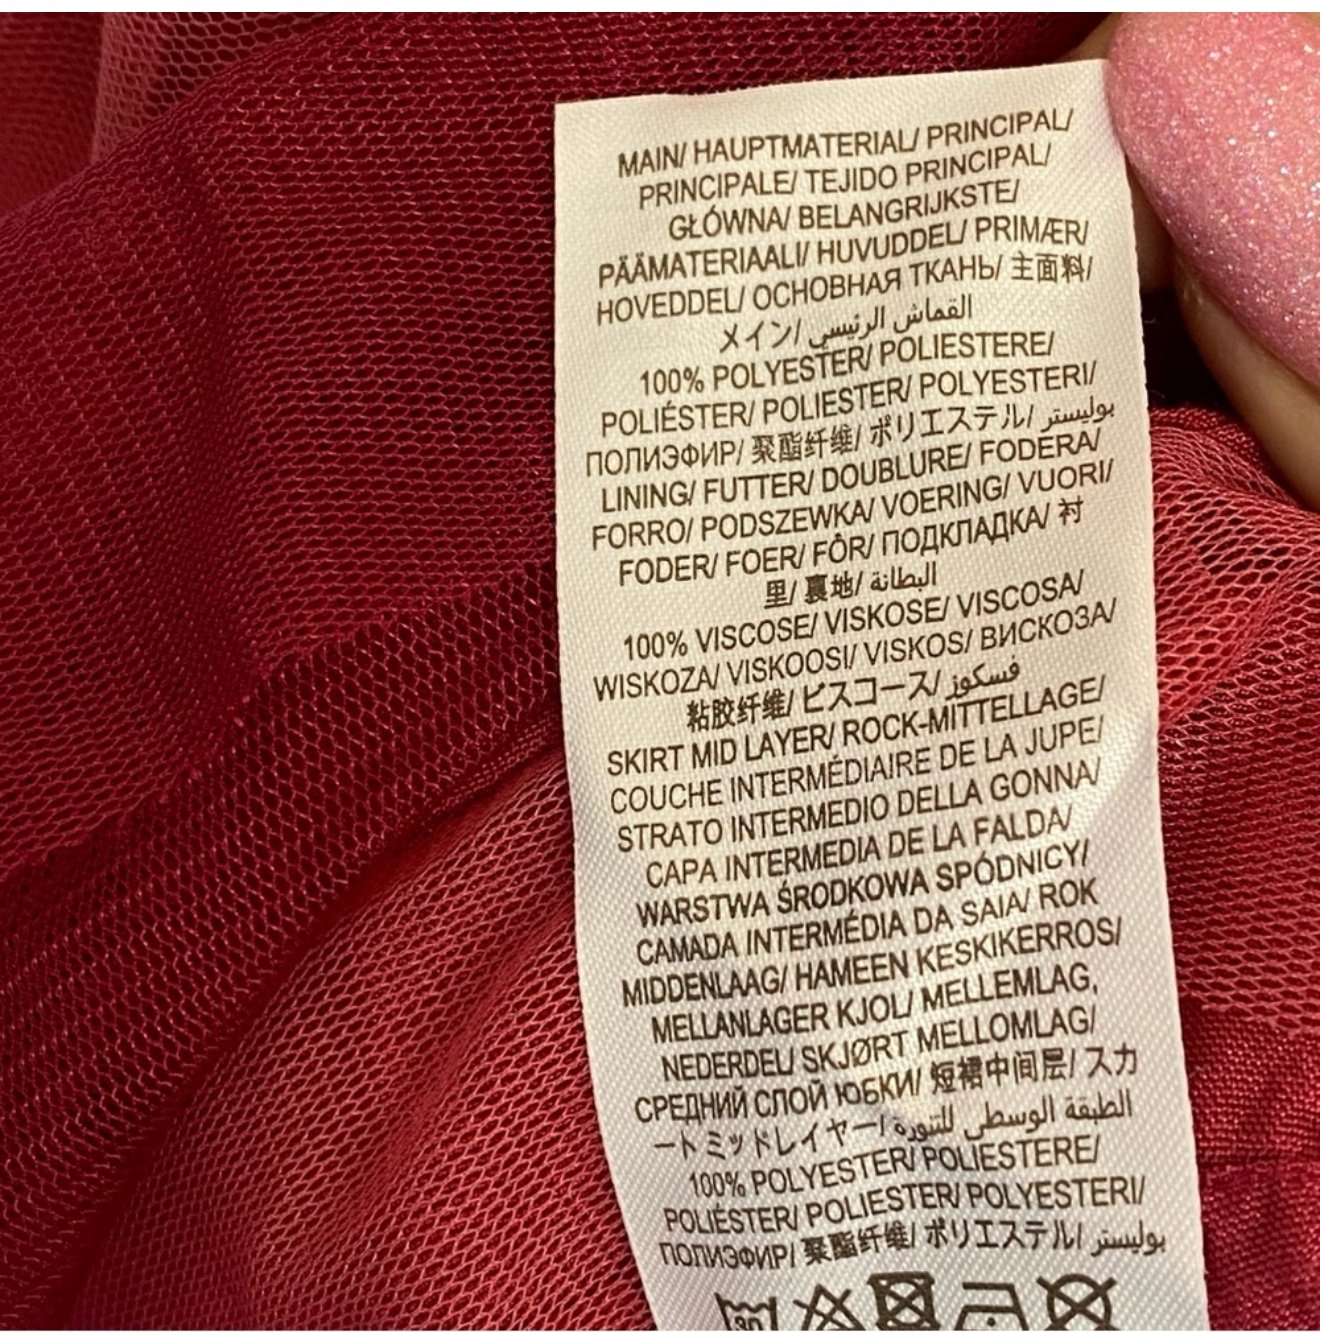 MAIN/ HAUPTMATERIAL/ PRINCIPAL/
PRINCIPALE/ TEJIDO PRINCIPAL/
GŁÓWNA/ BELANGRIJKSTE/
PÄÄMATERIAALI/ HUVUDDEL/ PRIMÆR/
HOVEDDEL/ ОСНОВНАЯ ТКАНЬ/ 主面料/
メイン/ القماش الرئيسي
100% POLYESTER/ POLIESTERE/
POLIÉSTER/ POLIESTER/ POLYESTERI/
ПОЛИЭФИР/ 聚酯纤维/ ポリエステル/ بوليستر
LINING/ FUTTER/ DOUBLURE/ FODERA/
FORRO/ PODSZEWKA/ VOERING/ VUORI/
FODER/ FOER/ FÔR/ ПОДКЛАДКА/ 衬
里/ 裏地/ البطانة
100% VISCOSE/ VISKOSE/ VISCOSA/
WISKOZA/ VISKOOSI/ VISKOS/ ВИСКОЗА/
粘胶纤维/ ビスコース/ فسكوز
SKIRT MID LAYER/ ROCK-MITTELLAGE/
COUCHE INTERMÉDIAIRE DE LA JUPE/
STRATO INTERMEDIO DELLA GONNA/
CAPA INTERMEDIA DE LA FALDA/
WARSTWA ŚRODKOWA SPÓDNICY/
CAMADA INTERMÉDIA DA SAIA/ ROK
MIDDENLAAG/ HAMEEN KESKIKERROS/
MELLANLAGER KJOL/ MELLEMLAG,
NEDERDEL/ SKJØRT MELLOMLAG/
СРЕДНИЙ СЛОЙ ЮБКИ/ 短裙中间层/ スカ
ートミッドレイヤー/ الطبقة الوسطى للتنورة
100% POLYESTER/ POLIESTERE/
POLIÉSTER/ POLIESTER/ POLYESTERI/
ПОЛИЭФИР/ 聚酯纤维/ ポリエステル/ بوليستر
30